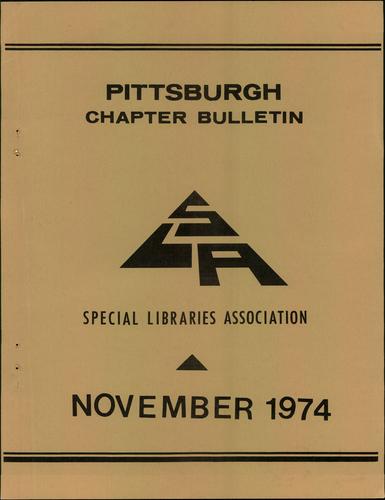 PITTSBURGH
CHAPTER BULLETIN
SLA
SPECIAL LIBRARIES ASSOCIATION
NOVEMBER 1974